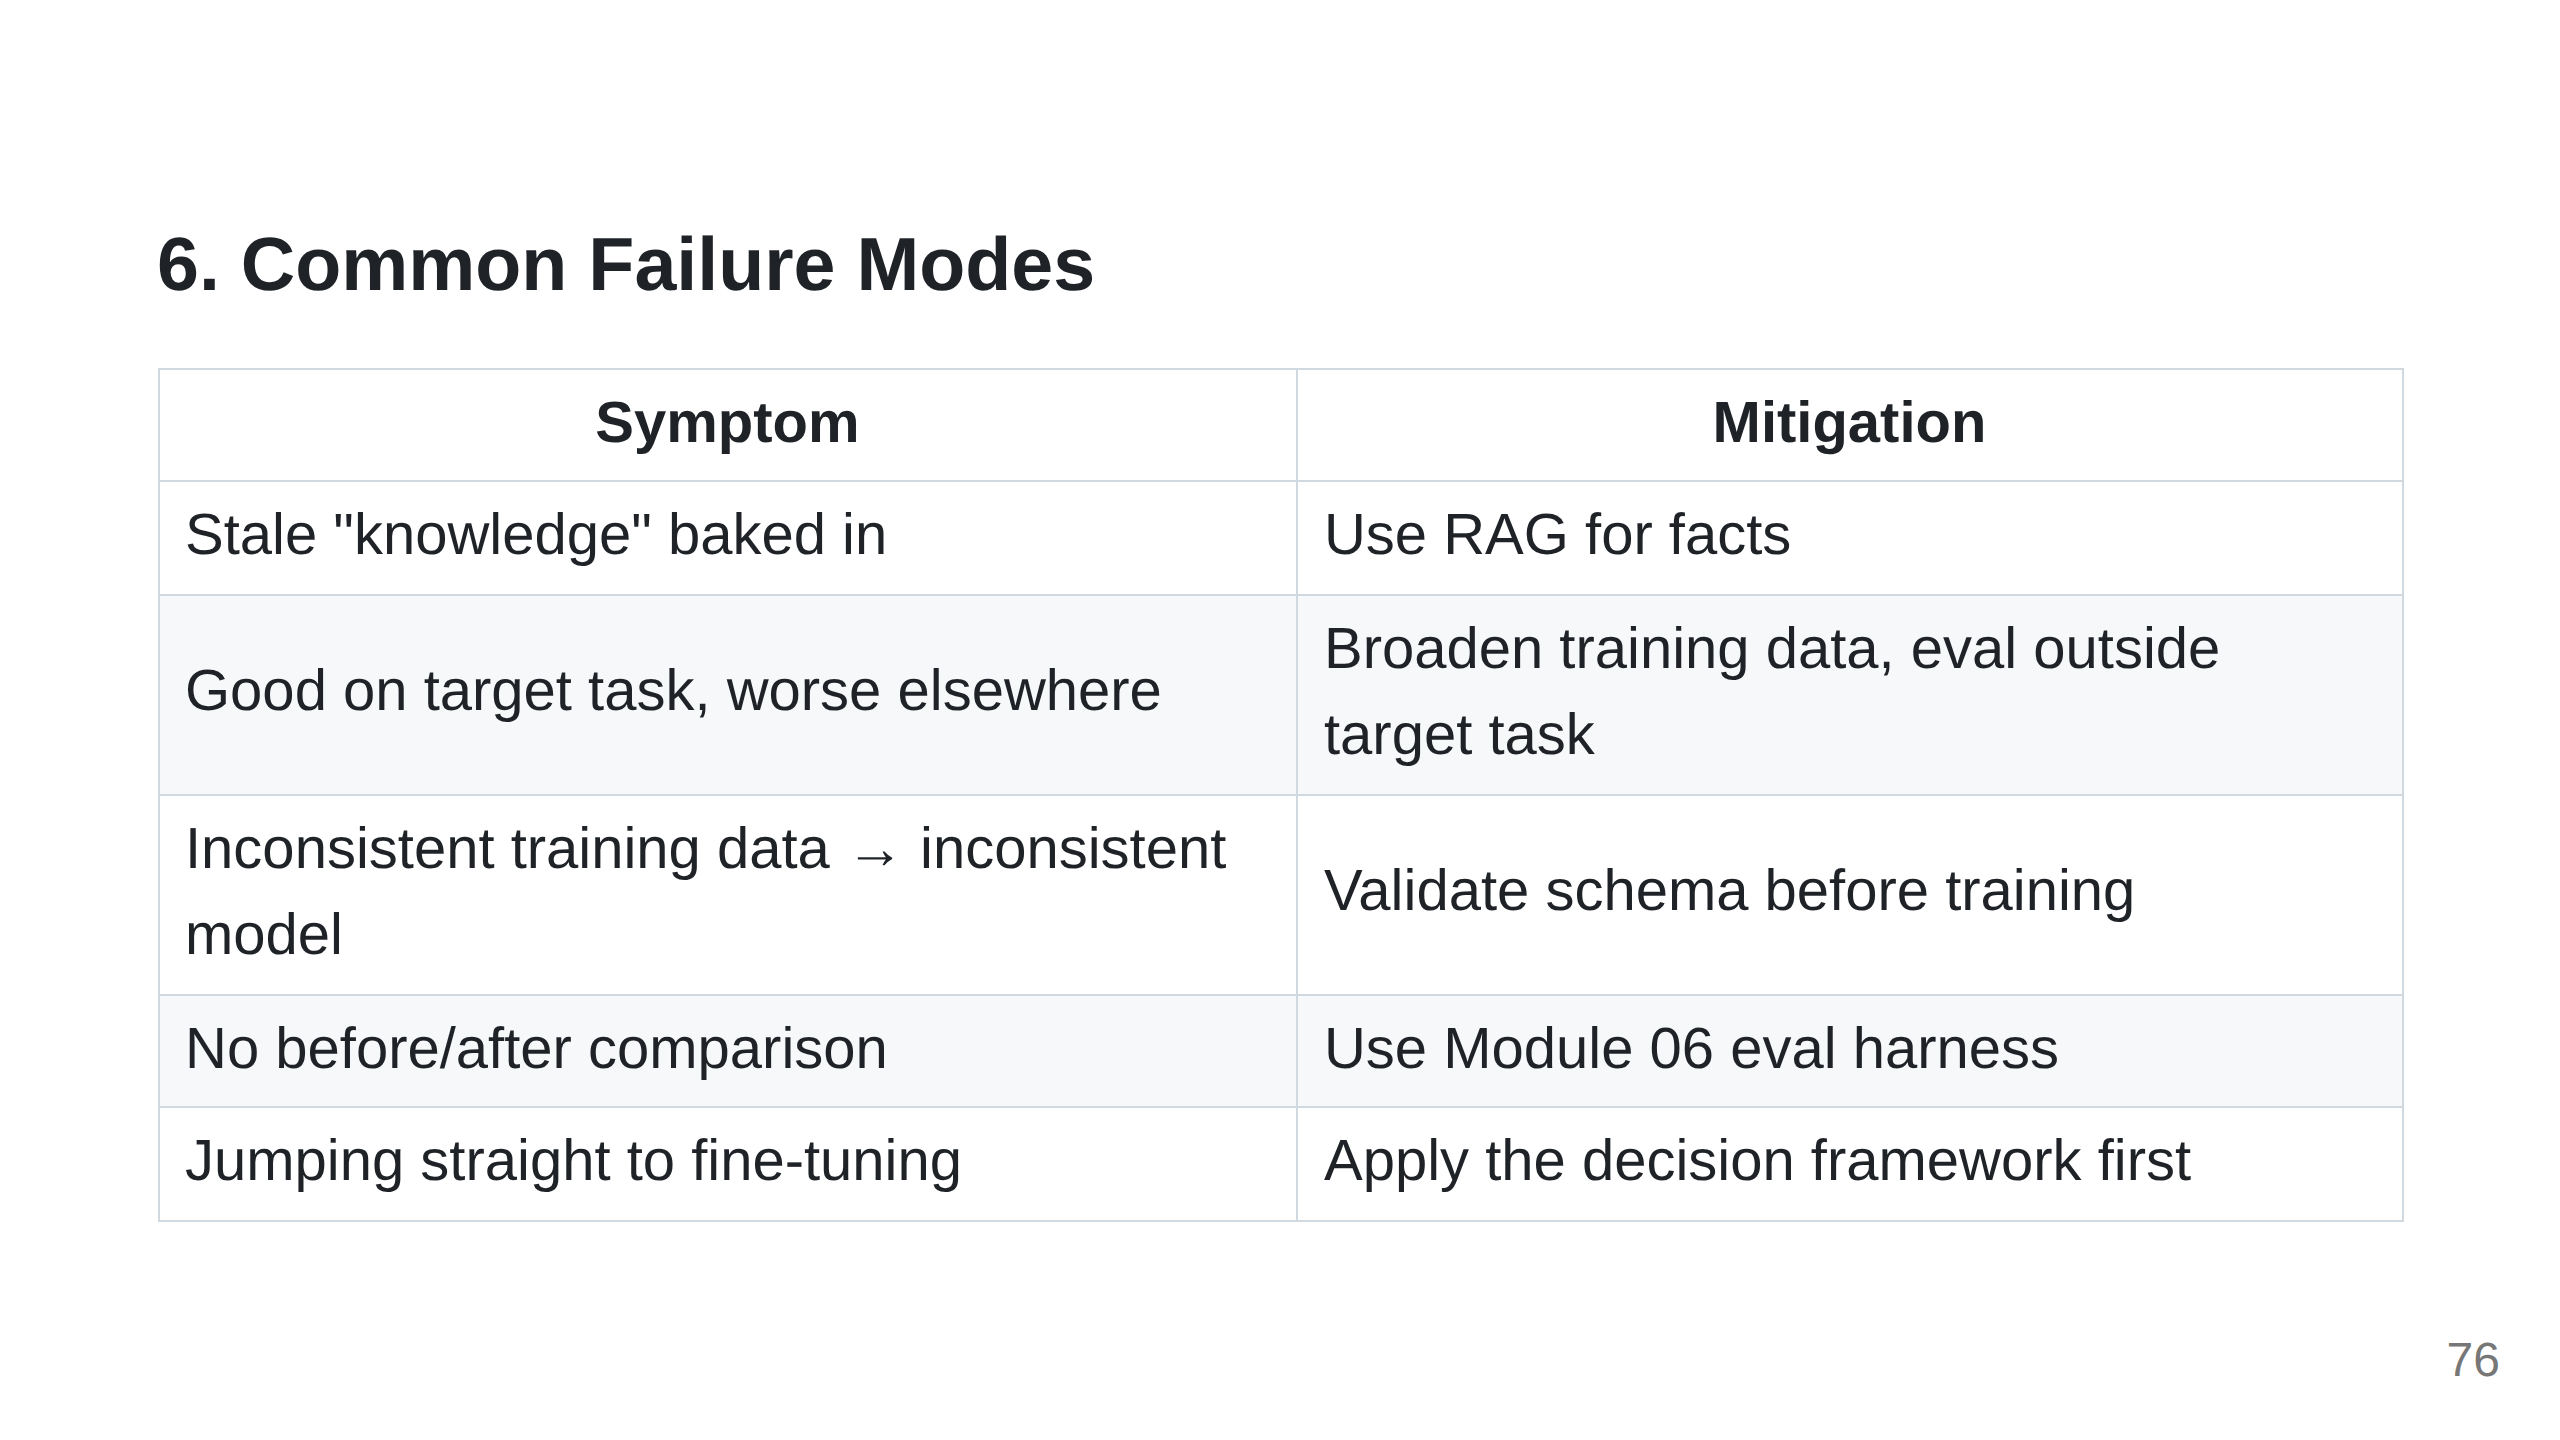 6. Common Failure Modes
Symptom
Mitigation
Stale "knowledge" baked in
Use RAG for facts
Good on target task, worse elsewhere
Broaden training data, eval outside
target task
Inconsistent training data → inconsistent
model
Validate schema before training
No before/after comparison
Use Module 06 eval harness
Jumping straight to fine-tuning
Apply the decision framework first
76